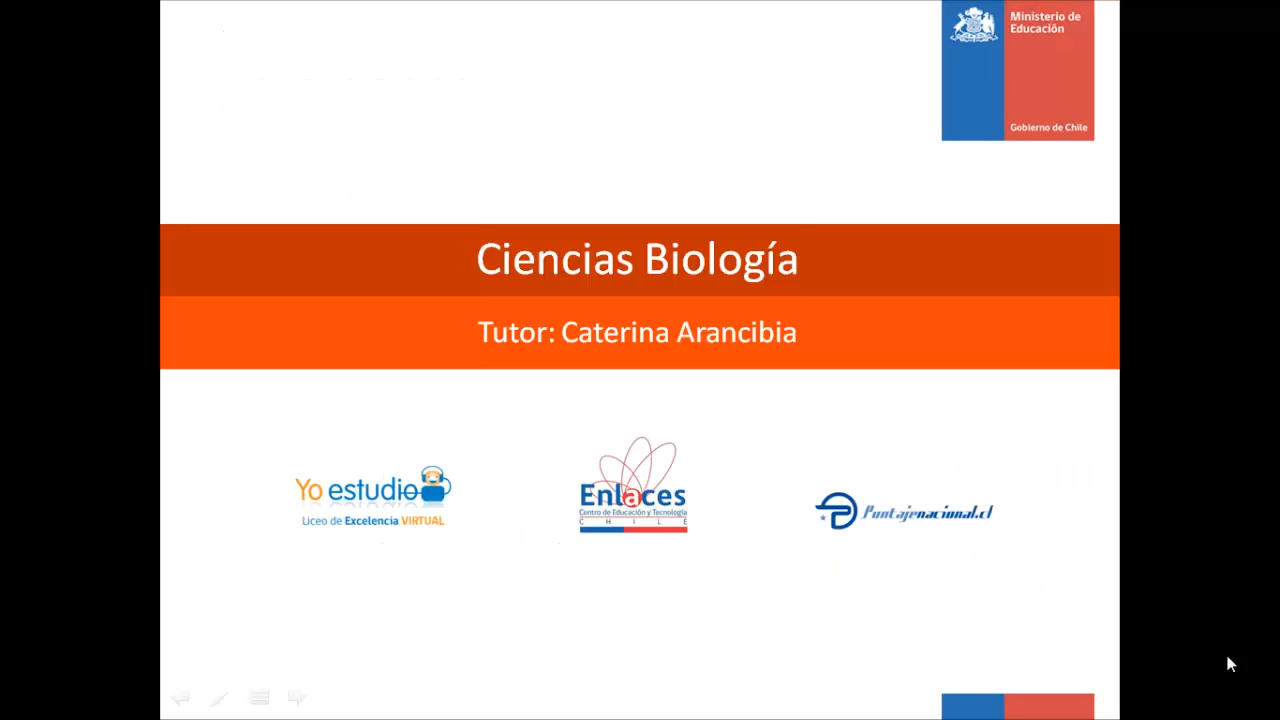 Ministerio de
Educación
Gobierno de Chile
Ciencias Biología
Tutor: Caterina Arancibia
Yo estudio
Liceo de Excelencia VIRTUAL
Enlaces
Centro de Educación y Tecnología
C H I L E
Puntajenacional.cl